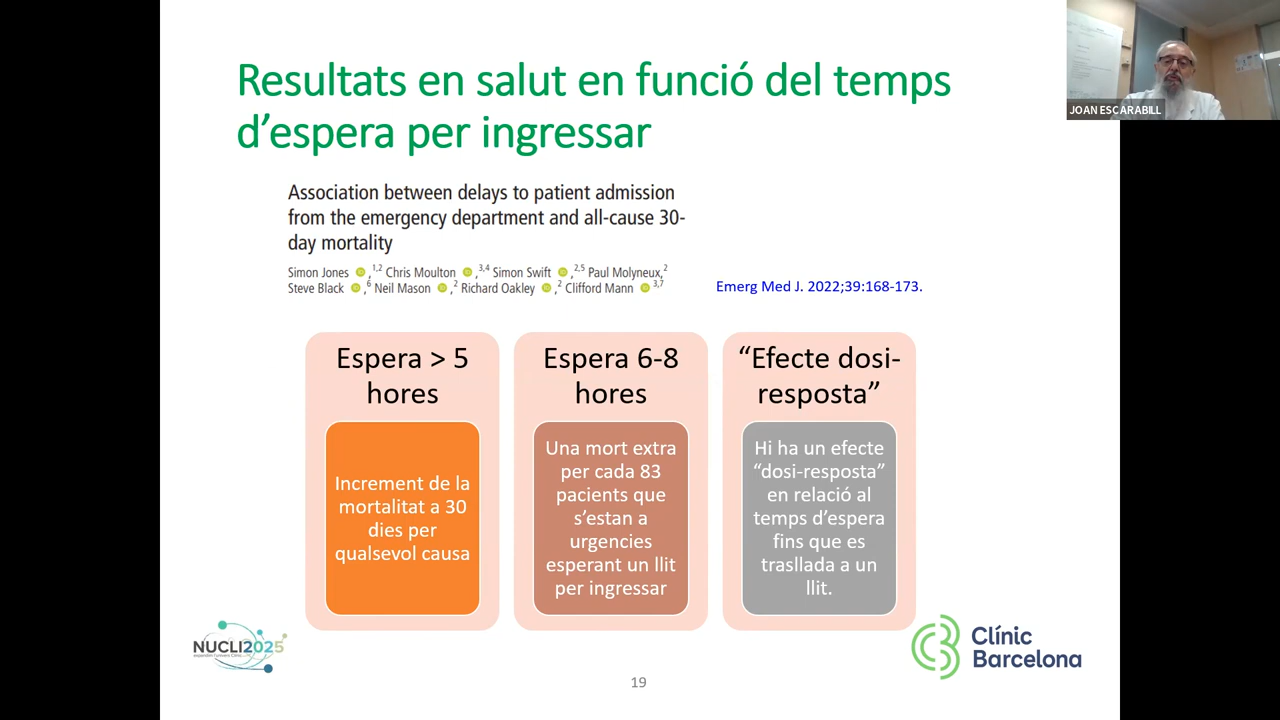 Resultats en salut en funció del temps
d’espera per ingressar
JOAN ESCARABILL
Association between delays to patient admission
from the emergency department and all-cause 30-
day mortality
Simon Jones ,1,2 Chris Moulton ,3,4 Simon Swift ,2,5 Paul Molyneux,2
Steve Black ,6 Neil Mason ,2 Richard Oakley ,2 Clifford Mann 3,7
Emerg Med J. 2022;39:168-173.
Espera > 5
hores
Increment de la
mortalitat a 30
dies per
qualsevol causa
Espera 6-8
hores
Una mort extra
per cada 83
pacients que
s’estan a
urgencies
esperant un llit
per ingressar
“Efecte dosi-
resposta”
Hi ha un efecte
“dosi-resposta”
en relació al
temps d’espera
fins que es
trasllada a un
llit.
NUCLI2025
Clínic
Barcelona
19